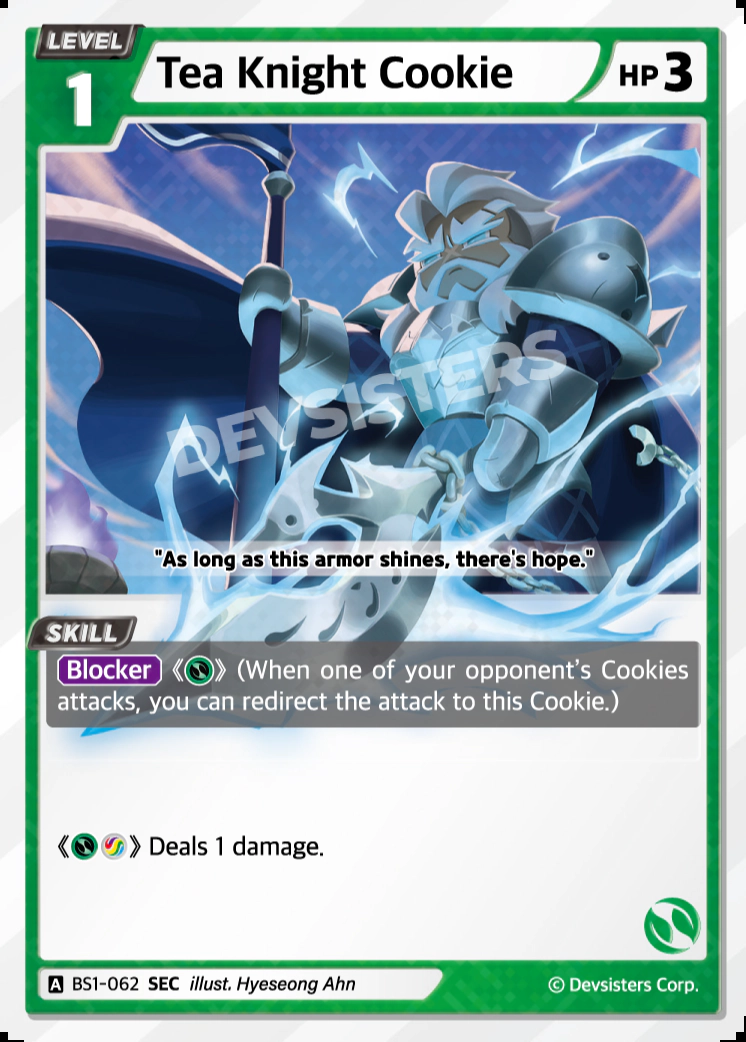 LEVEL
1
Tea Knight Cookie
HP 3
DEVSISTERS
"As long as this armor shines, there's hope."
SKILL
Blocker 《》 (When one of your opponent's Cookies
attacks, you can redirect the attack to this Cookie.)
《》 Deals 1 damage.
A BS1-062 SEC illust. Hyeseong Ahn
© Devsisters Corp.